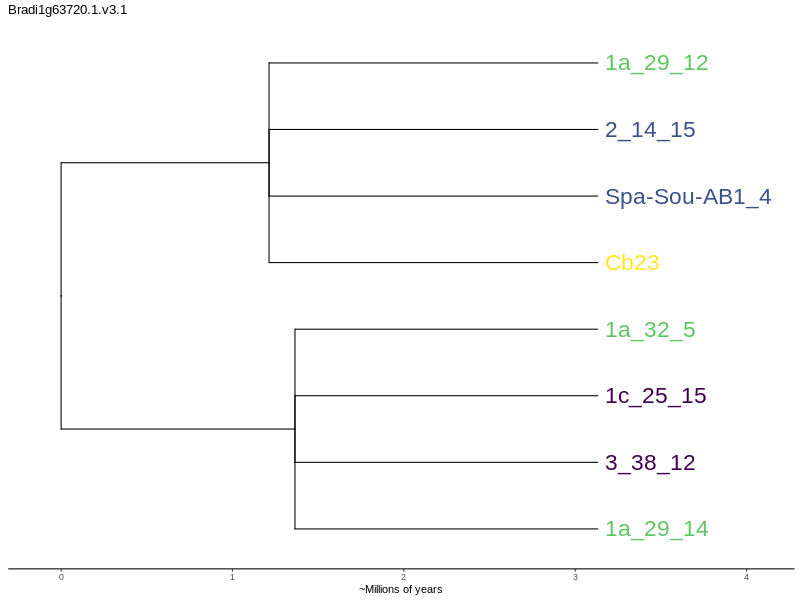 Bradi1g63720.1.v3.1
1a_29_12
2_14_15
Spa-Sou-AB1_4
Cb23
1a_32_5
1c_25_15
3_38_12
1a_29_14
0 1 2 3 4
~Millions of years